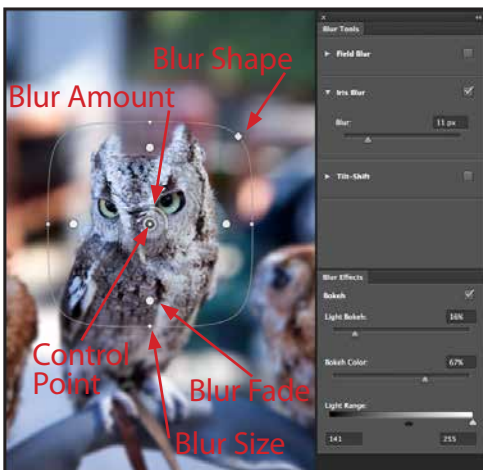 Blur Shape
Blur Amount
Control
Point
Blur Fade
Blur Size
x
Blur Tools
Field Blur
Iris Blur
Blur:
11 px
Tilt-Shift
Blur Effects
Bokeh
Light Bokeh:
16%
Bokeh Color:
67%
Light Range:
141
255